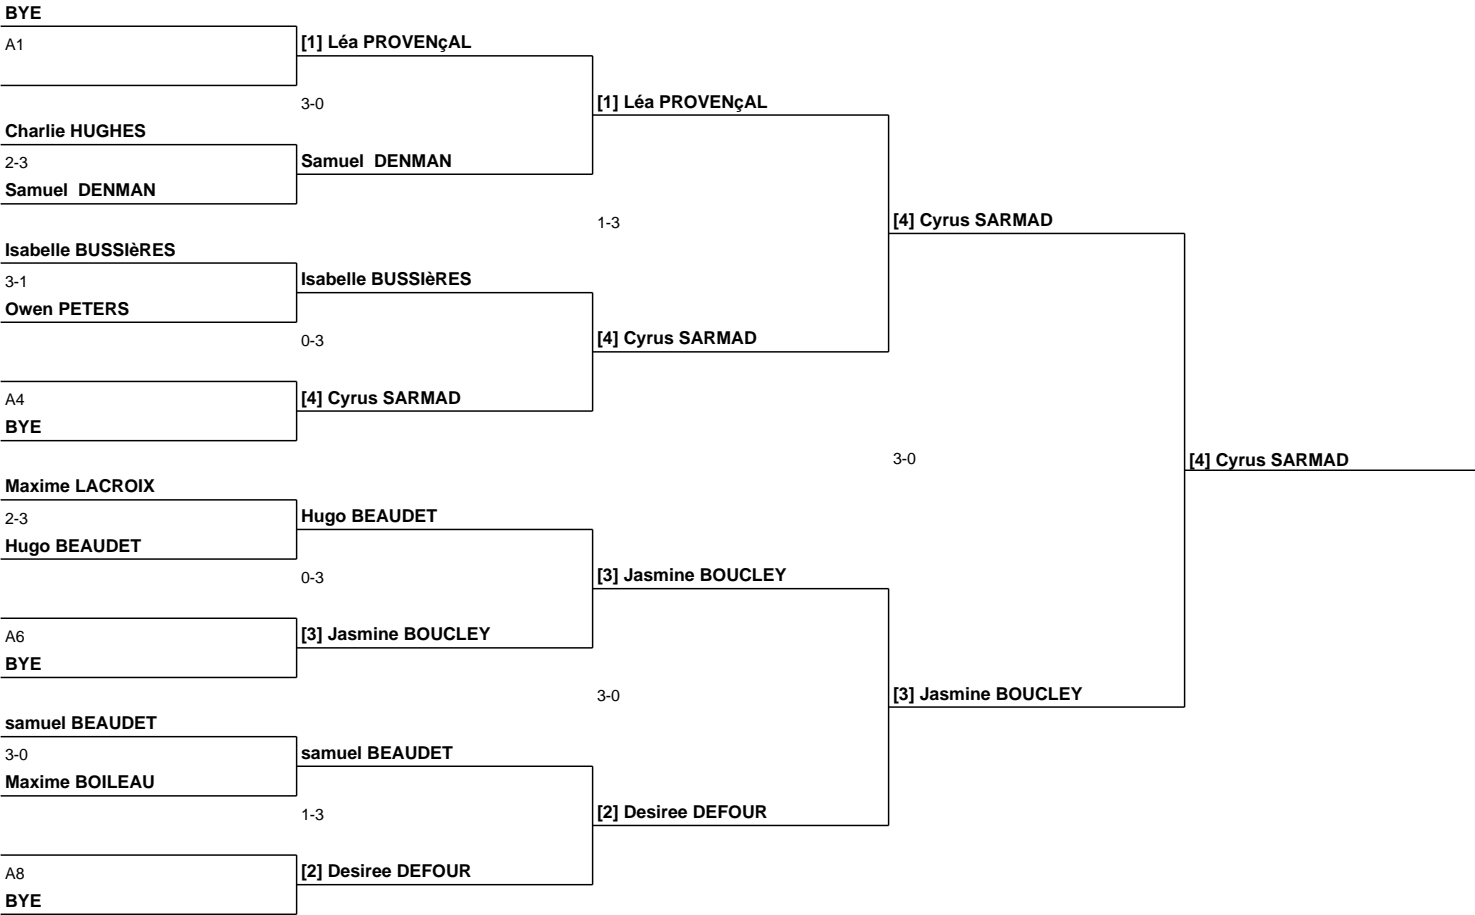 BYE
A1
[1] Léa PROVENçAL
3-0
[1] Léa PROVENçAL
Charlie HUGHES
2-3
Samuel DENMAN
Samuel DENMAN
1-3
[4] Cyrus SARMAD
Isabelle BUSSIèRES
3-1
Isabelle BUSSIèRES
Owen PETERS
0-3
[4] Cyrus SARMAD
A4
[4] Cyrus SARMAD
BYE
3-0
[4] Cyrus SARMAD
Maxime LACROIX
2-3
Hugo BEAUDET
Hugo BEAUDET
0-3
[3] Jasmine BOUCLEY
A6
[3] Jasmine BOUCLEY
BYE
3-0
[3] Jasmine BOUCLEY
samuel BEAUDET
3-0
samuel BEAUDET
Maxime BOILEAU
1-3
[2] Desiree DEFOUR
A8
[2] Desiree DEFOUR
BYE